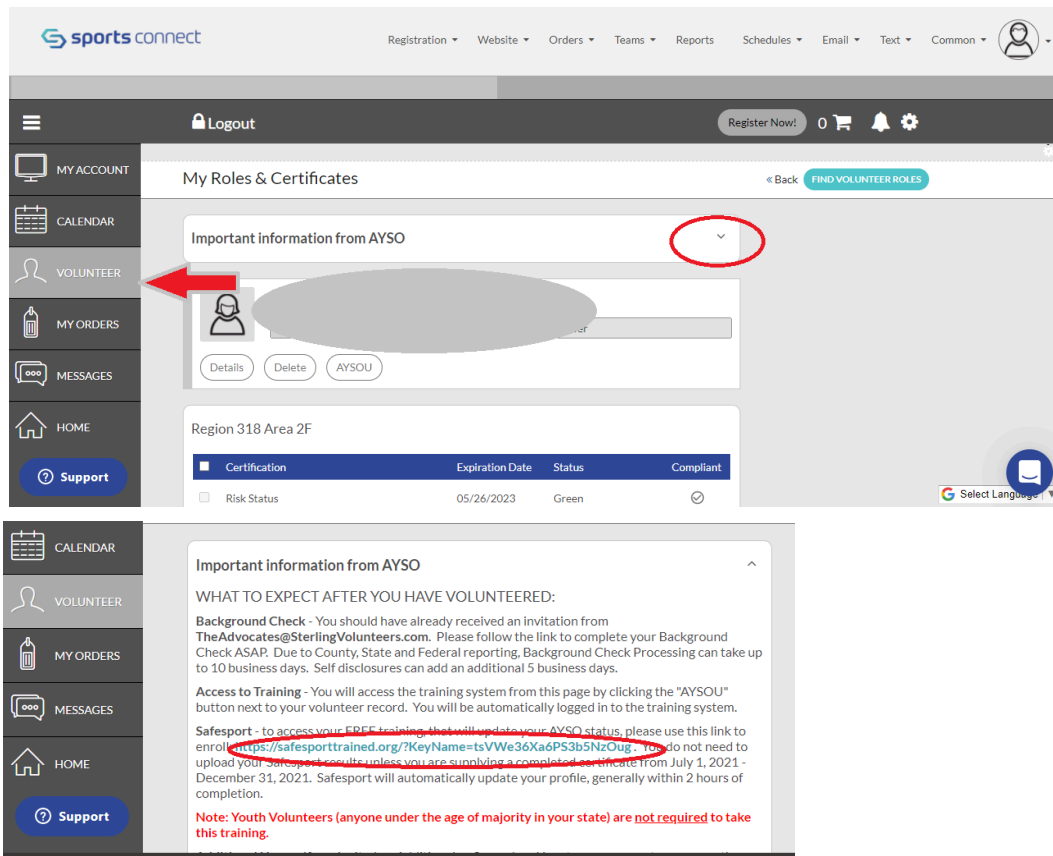 sports connect
Registration Website Orders Teams Reports Schedules Email Text Common
Logout
Register Now! 0
MY ACCOUNT
My Roles & Certificates
« Back FIND VOLUNTEER ROLES
CALENDAR
Important information from AYSO
VOLUNTEER
MY ORDERS
Details Delete AYSOU
MESSAGES
HOME
Region 318 Area 2F
Certification Expiration Date Status Compliant
Support
Risk Status 05/26/2023 Green
G Select Language
CALENDAR
VOLUNTEER
MY ORDERS
MESSAGES
HOME
Support
Important information from AYSO
WHAT TO EXPECT AFTER YOU HAVE VOLUNTEERED:
Background Check - You should have already received an invitation from
TheAdvocates@SterlingVolunteers.com. Please follow the link to complete your Background
Check ASAP. Due to County, State and Federal reporting, Background Check Processing can take up
to 10 business days. Self disclosures can add an additional 5 business days.
Access to Training - You will access the training system from this page by clicking the "AYSOU"
button next to your volunteer record. You will be automatically logged in to the training system.
Safesport - to access your FREE training, that will update your AYSO status, please use this link to
enroll https://safesporttrained.org/?KeyName=tsVWe36Xa6PS3b5NzOug. You do not need to
upload your Safesport results unless you are supplying a completed certificate from July 1, 2021 -
December 31, 2021. Safesport will automatically update your profile, generally within 2 hours of
completion.
Note: Youth Volunteers (anyone under the age of majority in your state) are not required to take
this training.